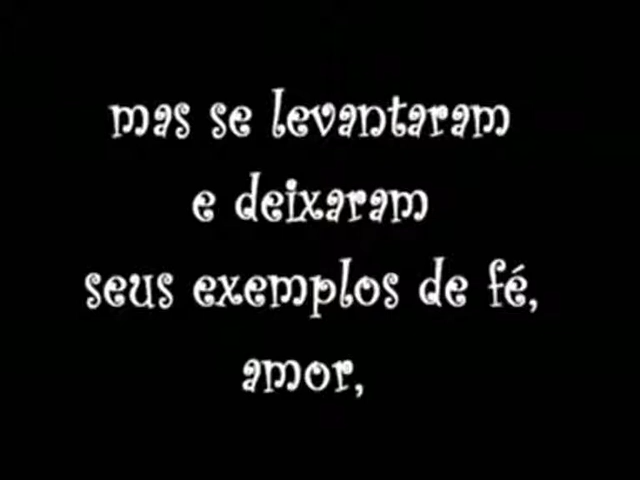 mas se levantaram
e deixaram
seus exemplos de fé,
amor,